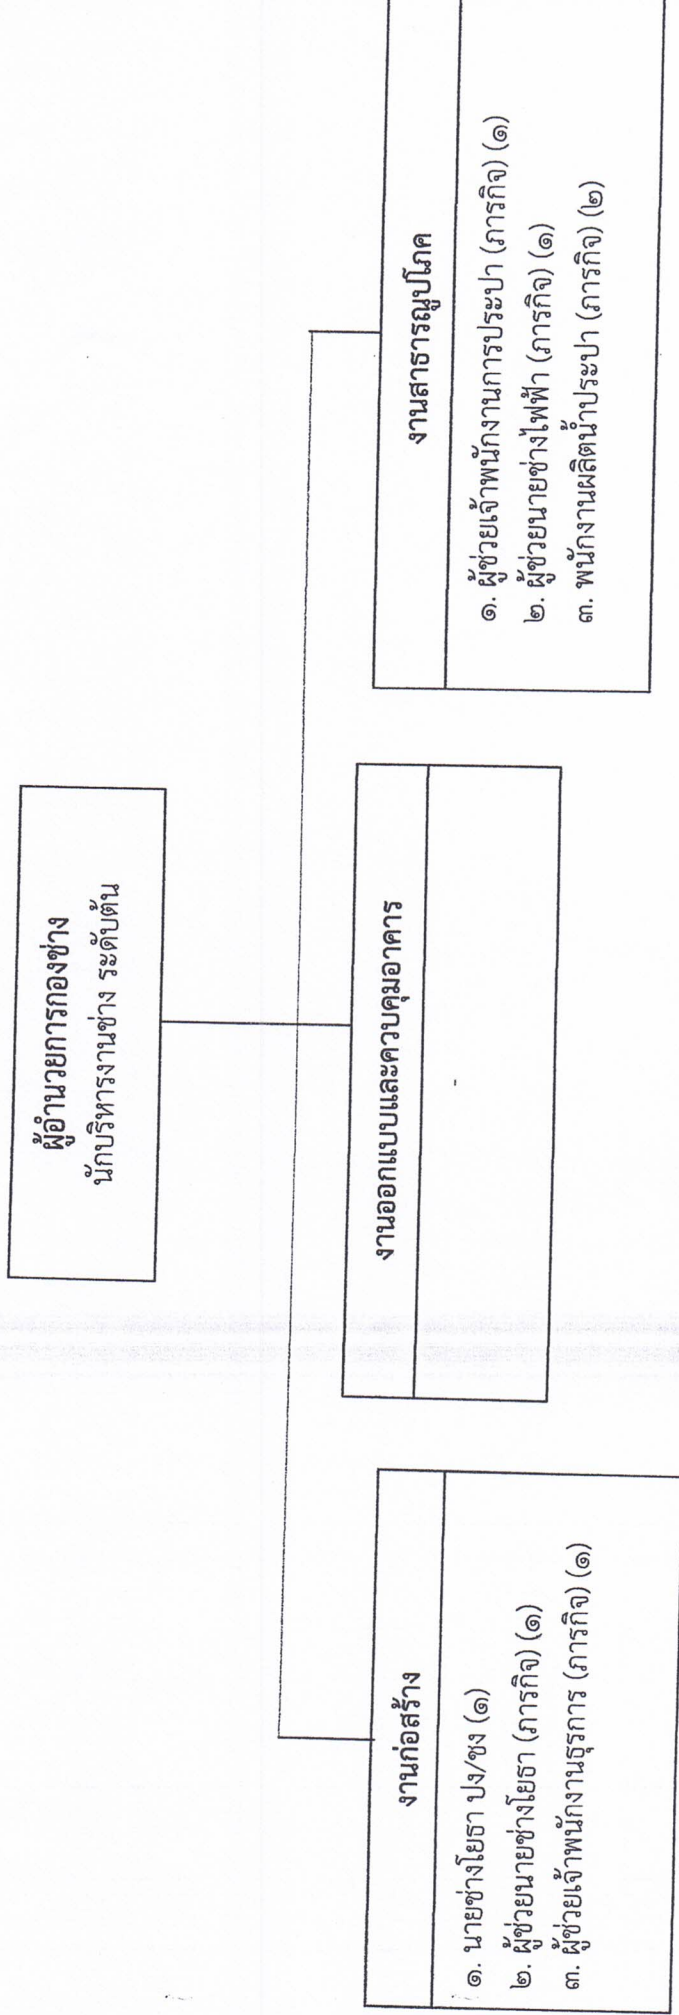 ผู้อำนวยการกองช่าง
นักบริหารงานช่าง ระดับต้น
งานก่อสร้าง
๑. นายช่างโยธา ปง/ชง (๑)
๒. ผู้ช่วยนายช่างโยธา (ภารกิจ) (๑)
๓. ผู้ช่วยเจ้าพนักงานธุรการ (ภารกิจ) (๑)
งานออกแบบและควบคุมอาคาร
-
งานสาธารณูปโภค
๑. ผู้ช่วยเจ้าพนักงานการประปา (ภารกิจ) (๑)
๒. ผู้ช่วยนายช่างไฟฟ้า (ภารกิจ) (๑)
๓. พนักงานผลิตน้ำประปา (ภารกิจ) (๒)